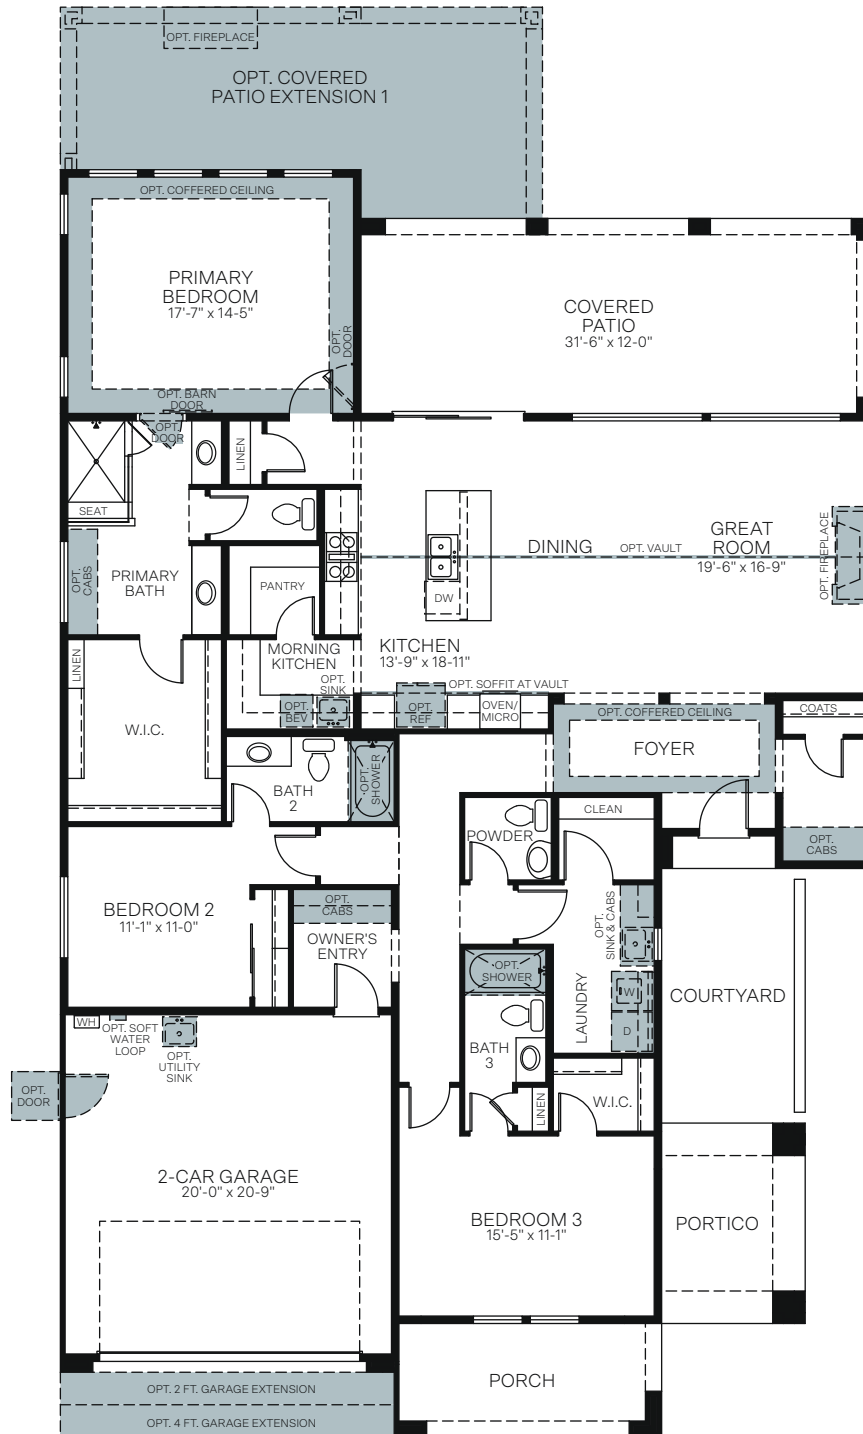 OPT. FIREPLACE
OPT. COVERED
PATIO EXTENSION 1
OPT. COFFERED CEILING
PRIMARY
BEDROOM
17'-7" x 14-5"
OPT.
DOOR
COVERED
PATIO
31'-6" x 12-0"
OPT. BARN
DOOR
OPT.
DOOR
LINEN
SEAT
OPT.
CABS
PRIMARY
BATH
PANTRY
DW
DINING
OPT. VAULT
GREAT
ROOM
19'-6" x 16-9"
OPT. FIREPLACE
LINEN
MORNING
KITCHEN
OPT.
SINK
OPT.
BEV
KITCHEN
13'-9" x 18-11"
OPT. SOFFIT AT VAULT
OPT.
REF
OVEN/
MICRO
W.I.C.
OPT. COFFERED CEILING
FOYER
COATS
BATH
2
OPT.
SHOWER
POWDER
CLEAN
OPT.
CABS
BEDROOM 2
11'-1" x 11-0"
OPT.
CABS
OWNER'S
ENTRY
OPT.
SINK & CABS
OPT.
SHOWER
LAUNDRY
W
D
COURTYARD
WH
OPT. SOFT
WATER
LOOP
OPT.
UTILITY
SINK
BATH
3
OPT.
DOOR
LINEN
W.I.C.
2-CAR GARAGE
20'-0" x 20-9"
BEDROOM 3
15'-5" x 11-1"
PORTICO
PORCH
OPT. 2 FT. GARAGE EXTENSION
OPT. 4 FT. GARAGE EXTENSION